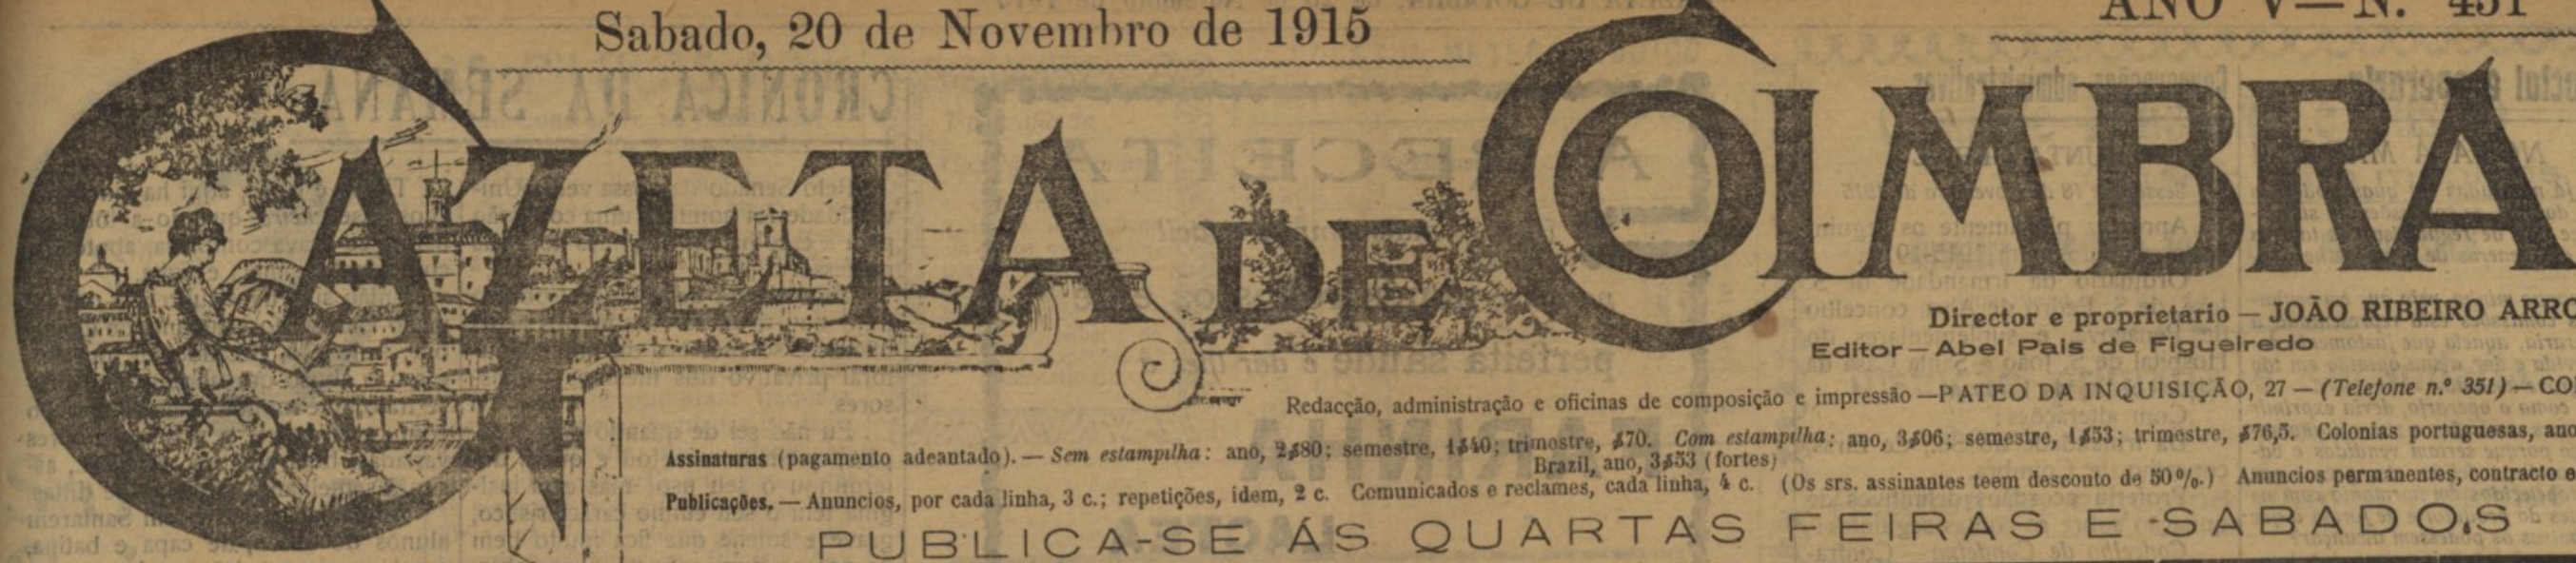 Sabado, 20 de Novembro de 1915
ANO V—N.º 451
GAZETA DE COIMBRA
Director e proprietario — JOÃO RIBEIRO
Editor — Abel Pais de Figueiredo
Redacção, administração e oficinas de composição e impressão — PATEO DA INQUISIÇÃO, 27 — (Telefone n.º 351) —
Assinaturas (pagamento adeantado). — Sem estampilha: ano, 2$80; semestre, 1$40; trimestre, $70. Com estampilha: ano, 3$06; semestre, 1$53; trimestre, $76,5. Colonias portuguesas, ano
Brazil, ano, 3$53 (fortes)
Publicações. — Anuncios, por cada linha, 3 c.; repetições, idem, 2 c. Comunicados e reclames, cada linha, 4 c. (Os srs. assinantes teem desconto de 50%.) Anuncios permanentes, contracto
PUBLICA-SE ÁS QUARTAS FEIRAS E SABADOS